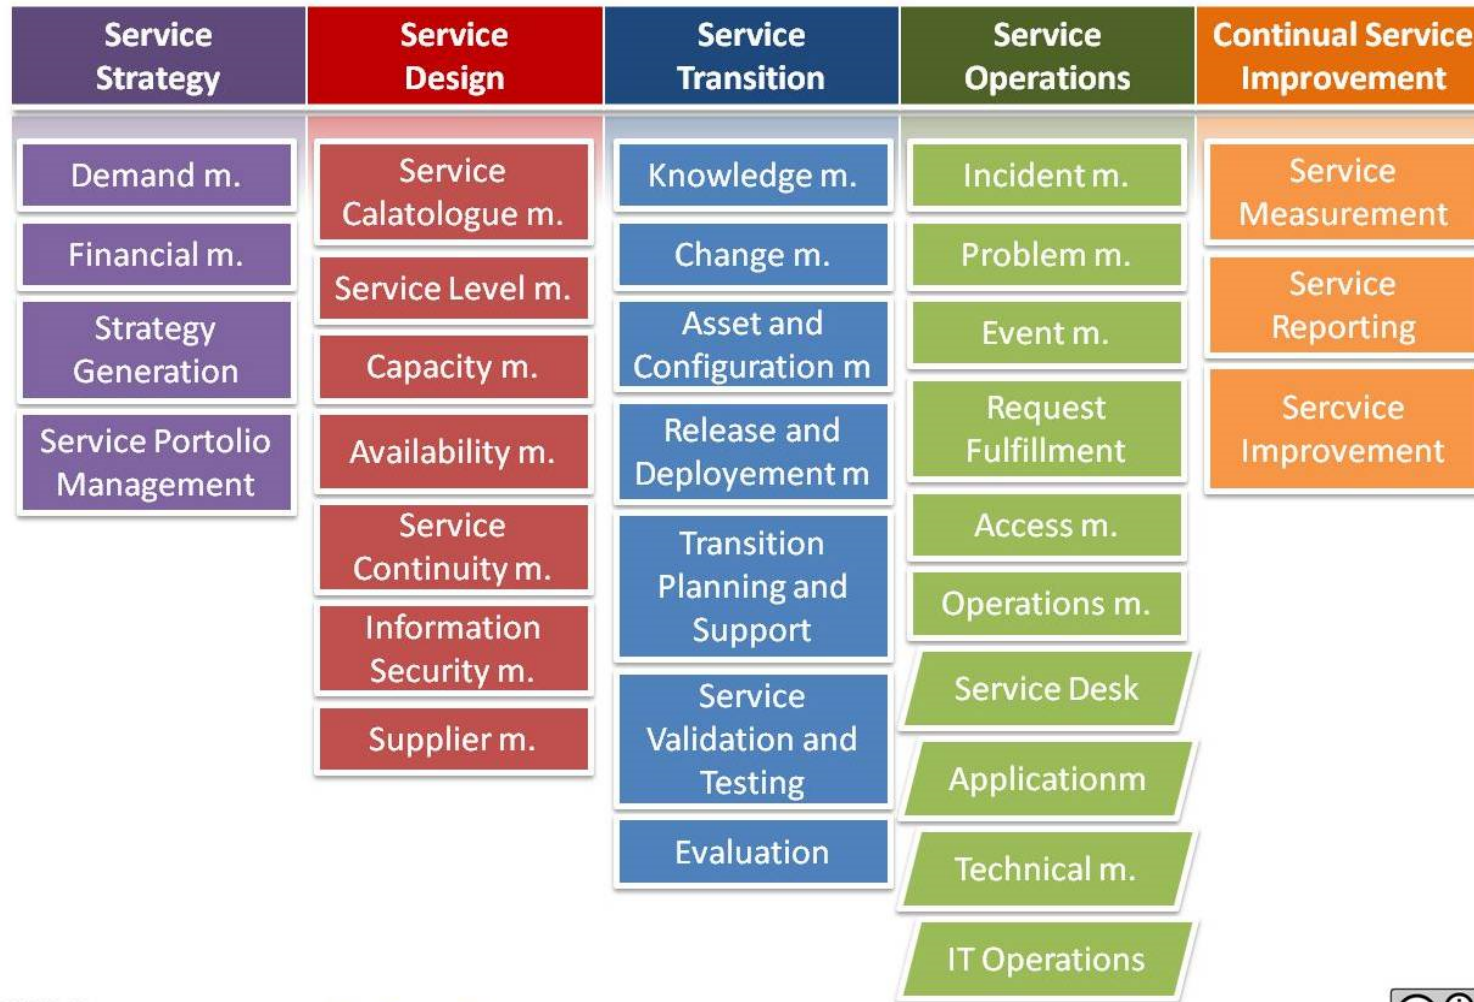 Service
Strategy
Service
Design
Service
Transition
Service
Operations
Continual Service
Improvement
Demand m.
Financial m.
Strategy
Generation
Service Portolio
Management
Service
Calatologue m.
Service Level m.
Capacity m.
Availability m.
Service
Continuity m.
Information
Security m.
Supplier m.
Knowledge m.
Change m.
Asset and
Configuration m
Release and
Deployement m
Transition
Planning and
Support
Service
Validation and
Testing
Evaluation
Incident m.
Problem m.
Event m.
Request
Fulfillment
Access m.
Operations m.
Service Desk
Applicationm
Technical m.
IT Operations
Service
Measurement
Service
Reporting
Sercvice
Improvement